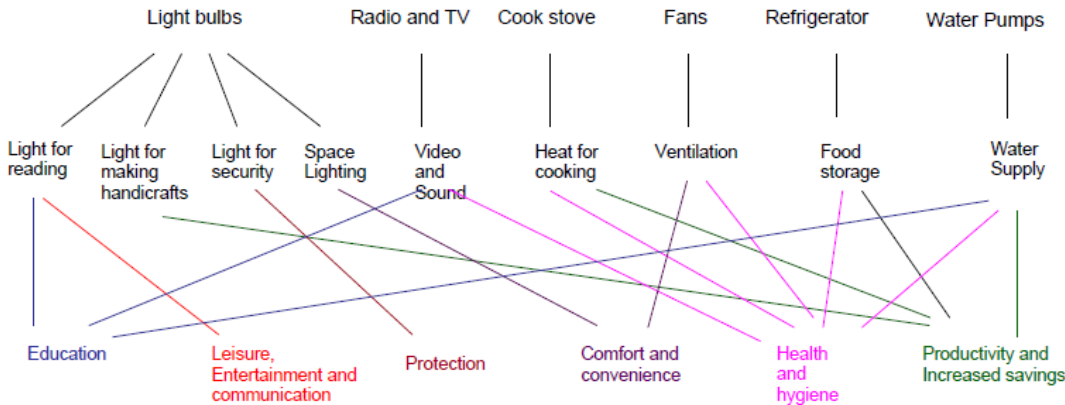 Light bulbs
Radio and TV
Cook stove
Fans
Refrigerator
Water Pumps
Light for
reading
Light for
making
handicrafts
Light for
security
Space
Lighting
Video
and
Sound
Heat for
cooking
Ventilation
Food
storage
Water
Supply
Education
Leisure,
Entertainment and
communication
Protection
Comfort and
convenience
Health
and
hygiene
Productivity and
Increased savings